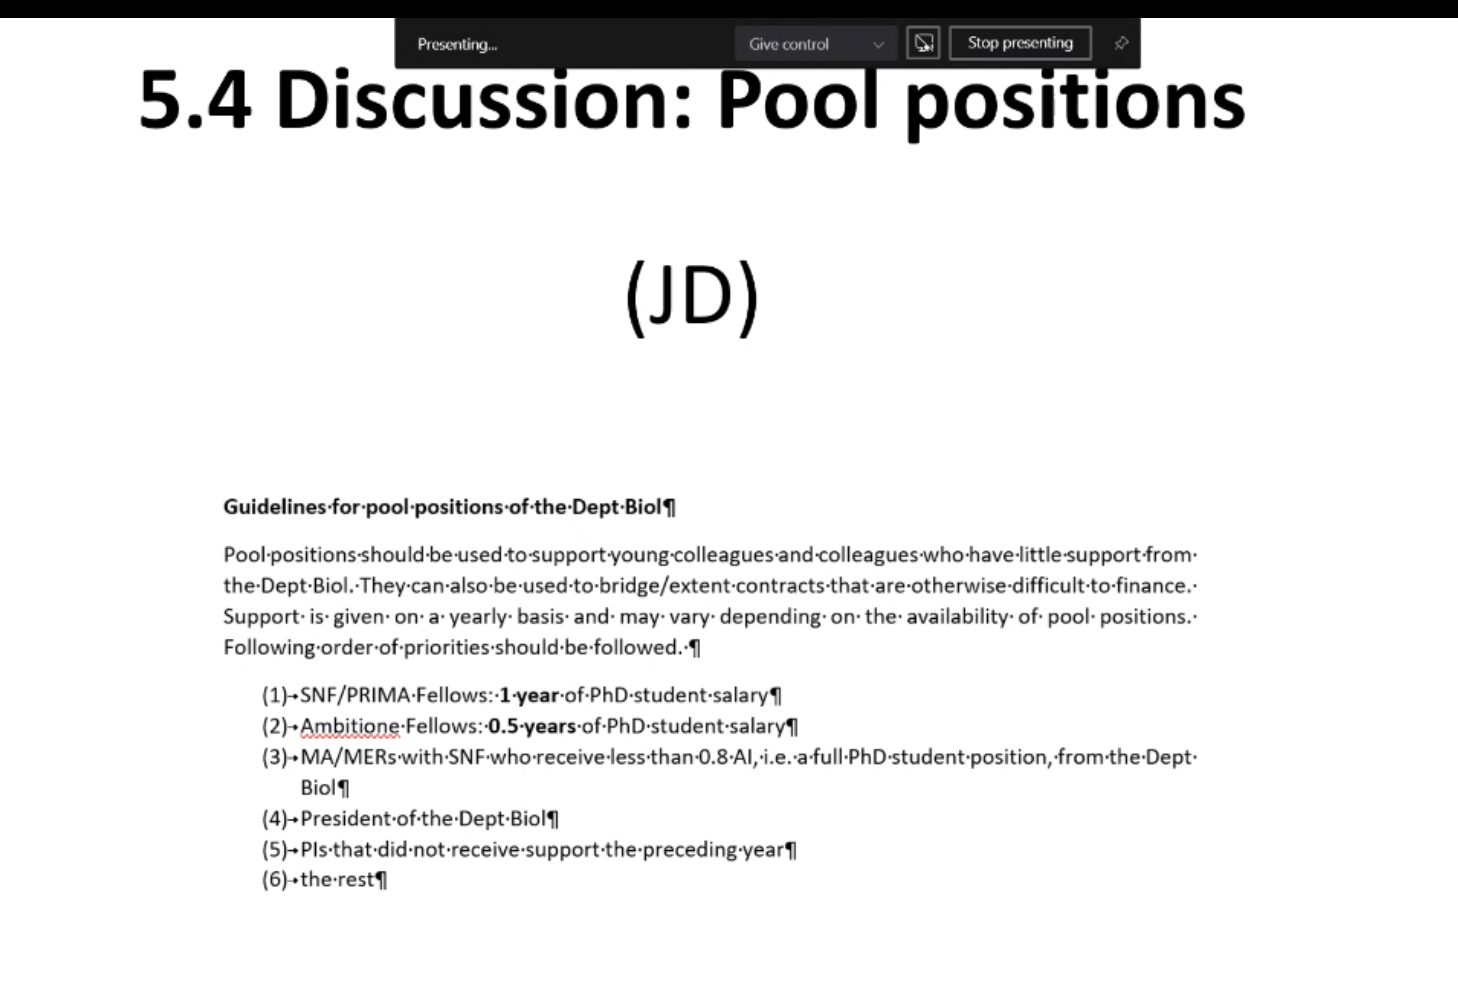 Presenting...
Give control
Stop presenting
5.4 Discussion: Pool positions
(JD)
Guidelines·for·pool·positions·of·the·Dept·Biol¶
Pool·positions·should·be·used·to·support·young·colleagues·and·colleagues·who·have·little·support·from·
the·Dept·Biol.·They·can·also·be·used·to·bridge/extent·contracts·that·are·otherwise·difficult·to·finance.·
Support· is· given· on· a· yearly· basis· and· may· vary· depending· on· the· availability· of· pool· positions.·
Following·order·of·priorities·should·be·followed.·¶
(1)→SNF/PRIMA·Fellows:·1·year·of·PhD·student·salary¶
(2)→Ambitione·Fellows:·0.5·years·of·PhD·student·salary¶
(3)→MA/MERs·with·SNF·who·receive·less·than·0.8·AI,·i.e.·a·full·PhD·student·position,·from·the·Dept·
Biol¶
(4)→President·of·the·Dept·Biol¶
(5)→PIs·that·did·not·receive·support·the·preceding·year¶
(6)→the·rest¶